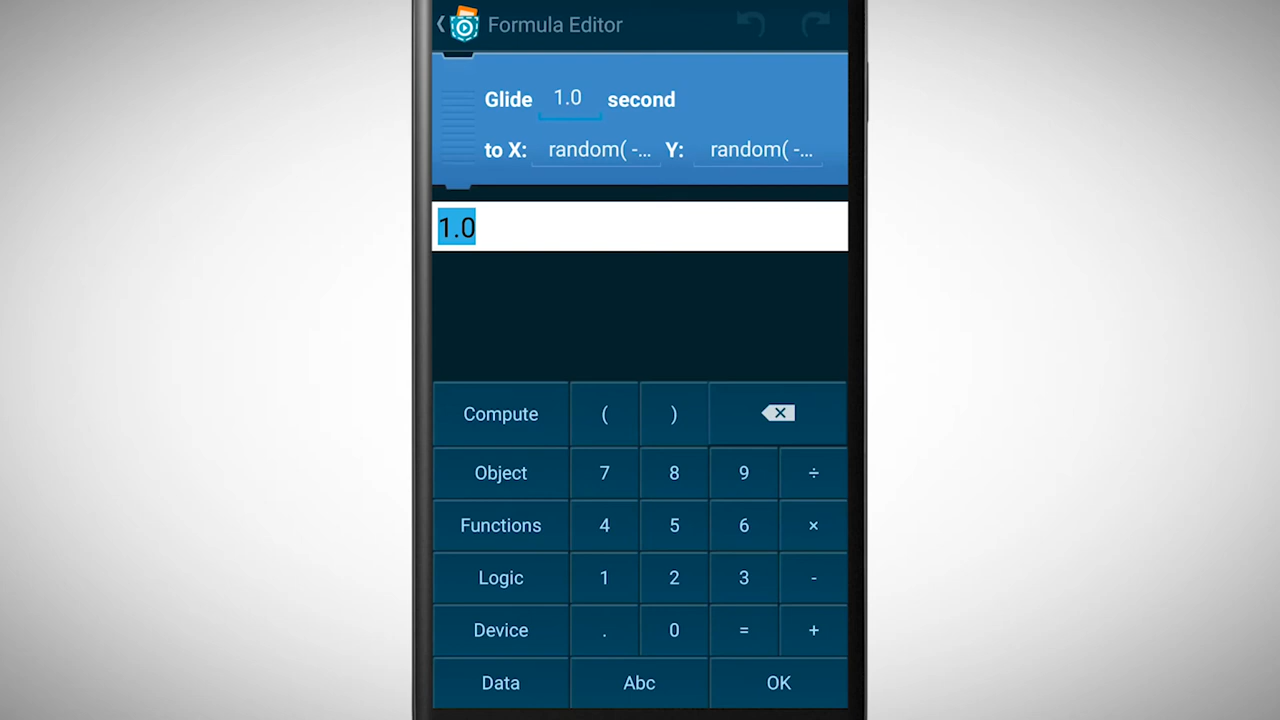 Formula Editor
Glide 1.0 second
to X: random( -... Y: random( -...
1.0
Compute ( )
Object 7 8 9 ÷
Functions 4 5 6 ×
Logic 1 2 3 -
Device . 0 = +
Data Abc OK